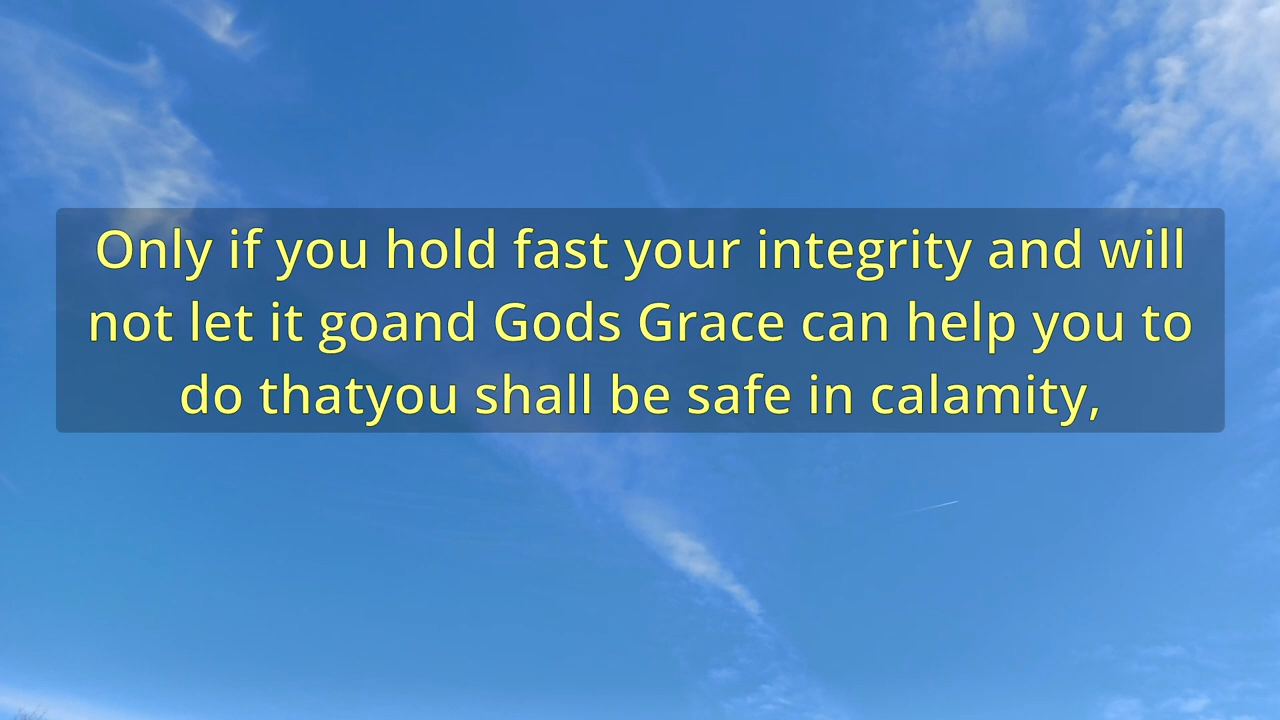 Only if you hold fast your integrity and will
not let it goand Gods Grace can help you to
do thatyou shall be safe in calamity,